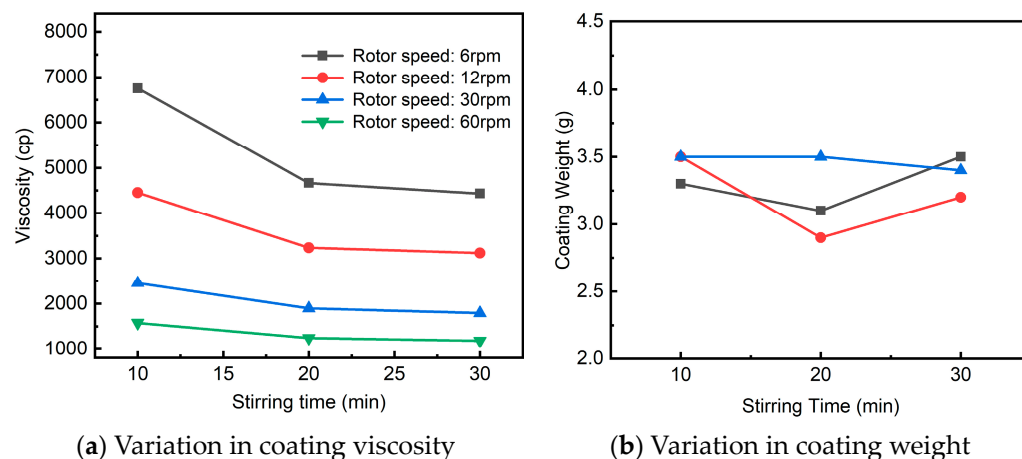 8000
7000
6000
5000
4000
3000
2000
1000
Viscosity (cp)
Rotor speed: 6rpm
Rotor speed: 12rpm
Rotor speed: 30rpm
Rotor speed: 60rpm
10 15 20 25 30
Stirring time (min)
(a) Variation in coating viscosity
4.5
4.0
3.5
3.0
2.5
2.0
Coating Weight (g)
10 20 30
Stirring Time (min)
(b) Variation in coating weight